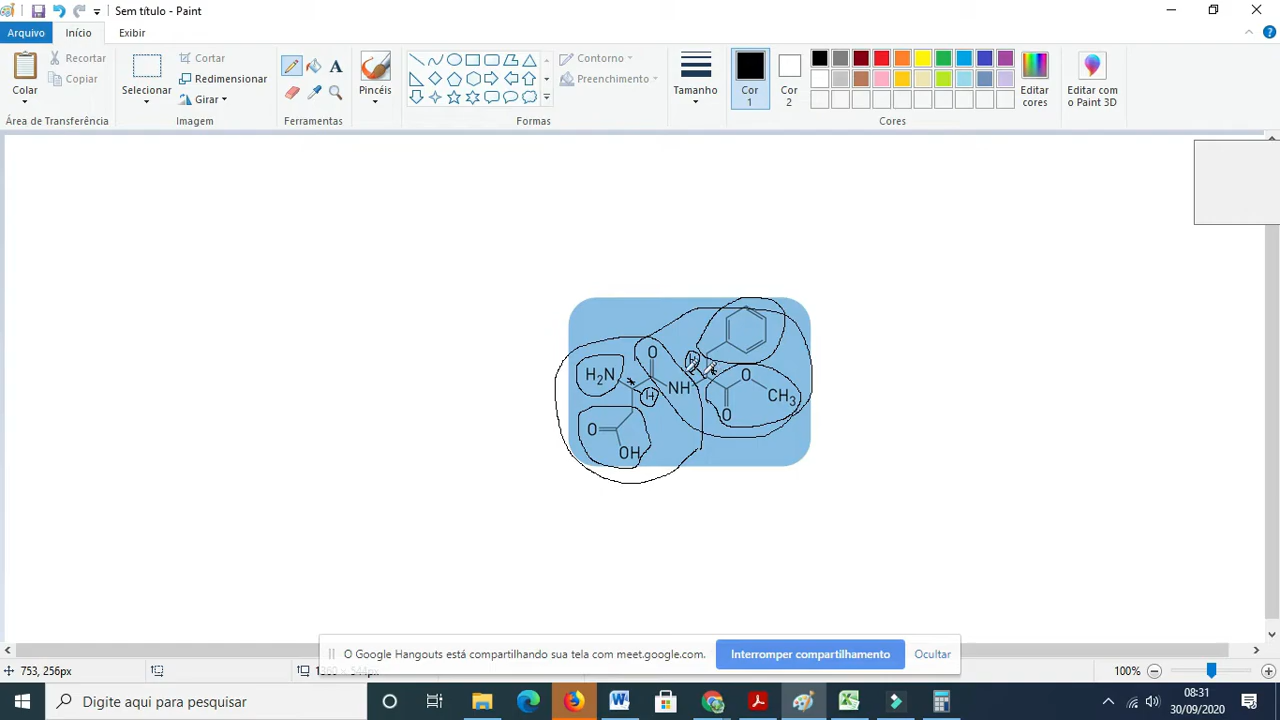 Sem título - Paint
Arquivo
Início
Exibir
Colar
Recortar
Copiar
Área de Transferência
Selecionar
Cortar
Redimensionar
Girar
Imagem
A
Ferramentas
Pincéis
Contorno
Preenchimento
Formas
Tamanho
Cor
1
Cor
2
Editar
cores
Cores
Editar com
o Paint 3D
O
H
H₂N
*
*
O
NH
H
CH₃
O
O
OH
O Google Hangouts está compartilhando sua tela com meet.google.com.
Interromper compartilhamento
Ocultar
753, 256px
1360 × 544px
100%
Digite aqui para pesquisar
08:31
30/09/2020